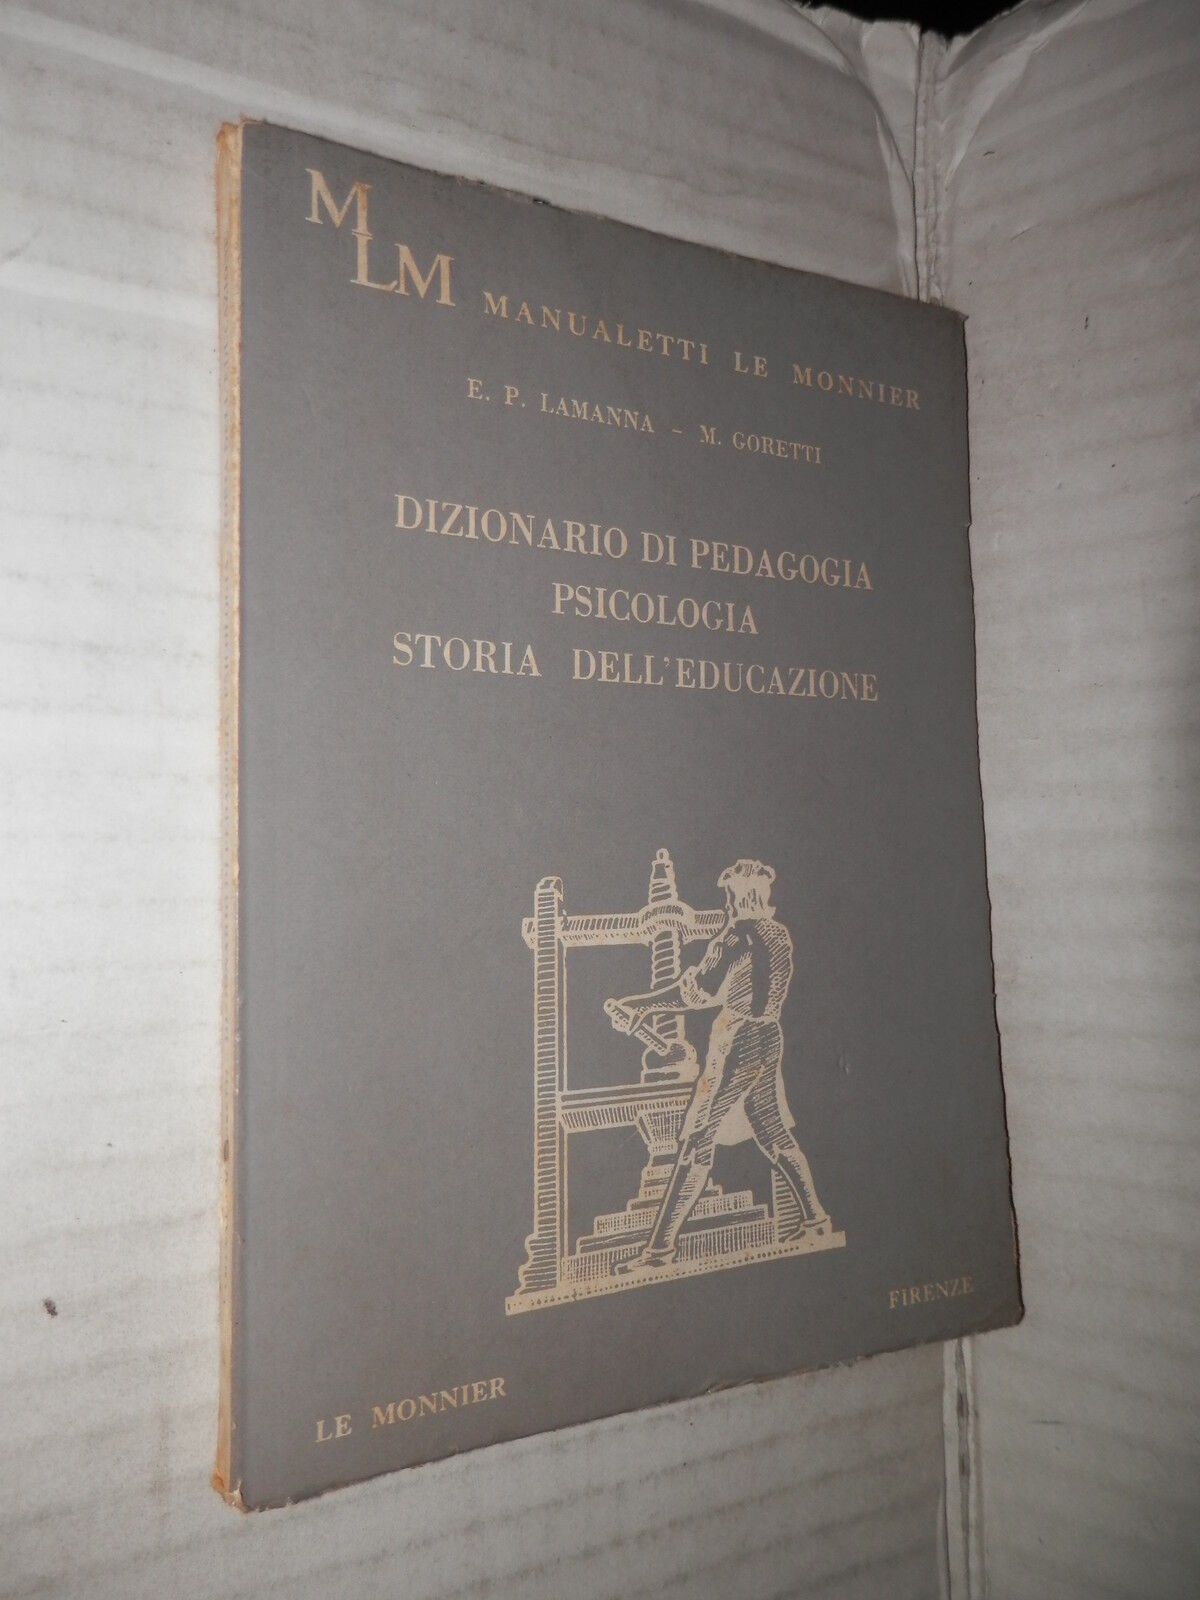 M
LM MANUALETTI LE MONNIER
E. P. LAMANNA - M. GORETTI
DIZIONARIO DI PEDAGOGIA
PSICOLOGIA
STORIA DELL'EDUCAZIONE
LE MONNIER FIRENZE